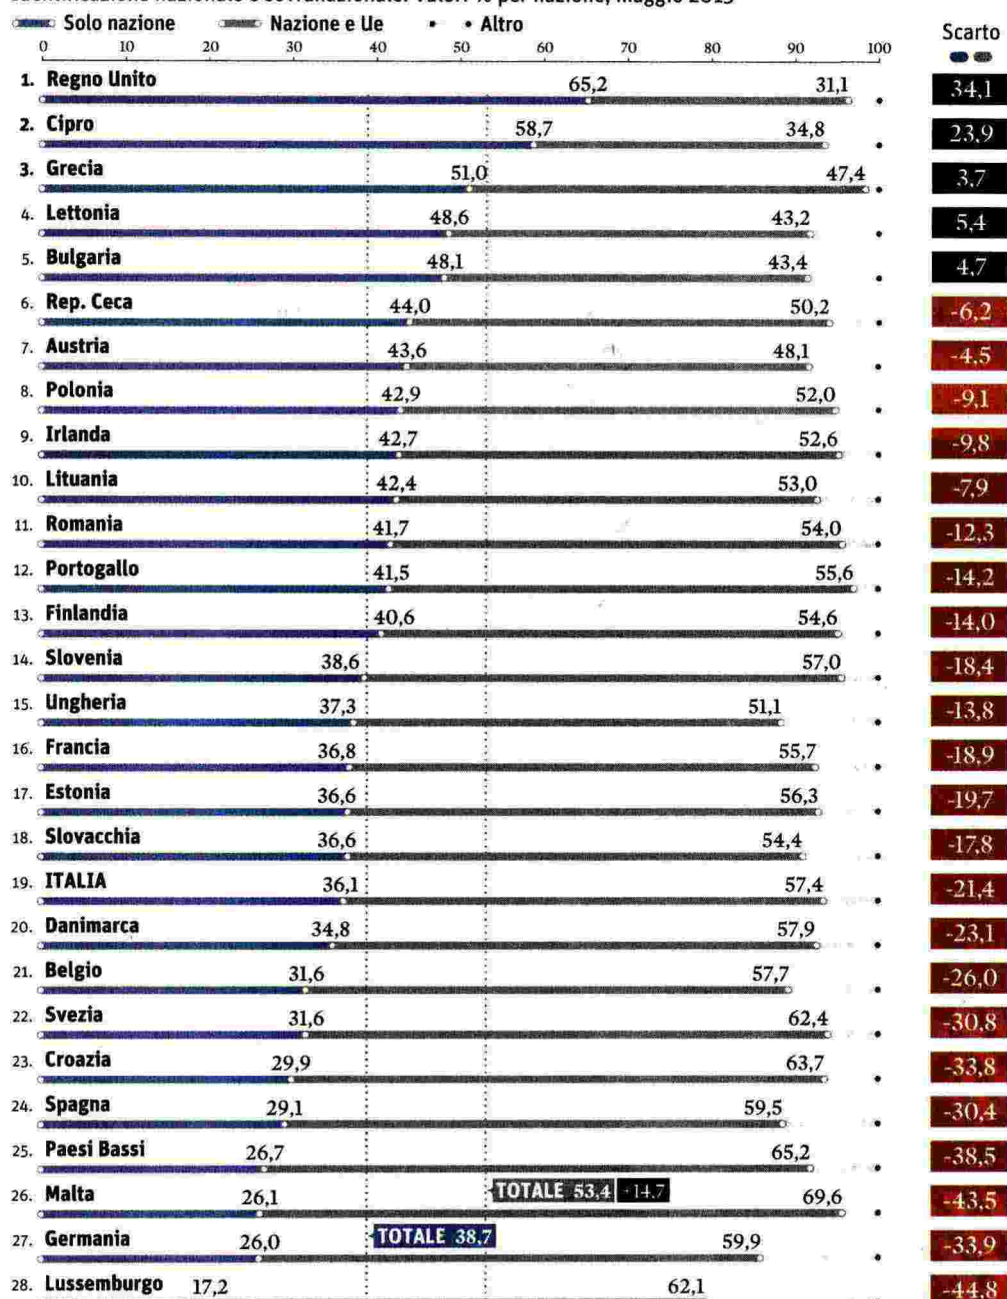 Solo nazione Nazione e Ue Altro
Scarto
0 10 20 30 40 50 60 70 80 90 100
1. Regno Unito 65,2 31,1 34,1
2. Cipro 58,7 34,8 23,9
3. Grecia 51,0 47,4 3,7
4. Lettonia 48,6 43,2 5,4
5. Bulgaria 48,1 43,4 4,7
6. Rep. Ceca 44,0 50,2 -6,2
7. Austria 43,6 48,1 -4,5
8. Polonia 42,9 52,0 -9,1
9. Irlanda 42,7 52,6 -9,8
10. Lituania 42,4 53,0 -7,9
11. Romania 41,7 54,0 -12,3
12. Portogallo 41,5 55,6 -14,2
13. Finlandia 40,6 54,6 -14,0
14. Slovenia 38,6 57,0 -18,4
15. Ungheria 37,3 51,1 -13,8
16. Francia 36,8 55,7 -18,9
17. Estonia 36,6 56,3 -19,7
18. Slovacchia 36,6 54,4 -17,8
19. ITALIA 36,1 57,4 -21,4
20. Danimarca 34,8 57,9 -23,1
21. Belgio 31,6 57,7 -26,0
22. Svezia 31,6 62,4 -30,8
23. Croazia 29,9 63,7 -33,8
24. Spagna 29,1 59,5 -30,4
25. Paesi Bassi 26,7 65,2 -38,5
26. Malta 26,1 TOTALE 53,4 -14,7 69,6 -43,5
27. Germania 26,0 TOTALE 38,7 59,9 -33,9
28. Lussemburgo 17,2 62,1 -44,8